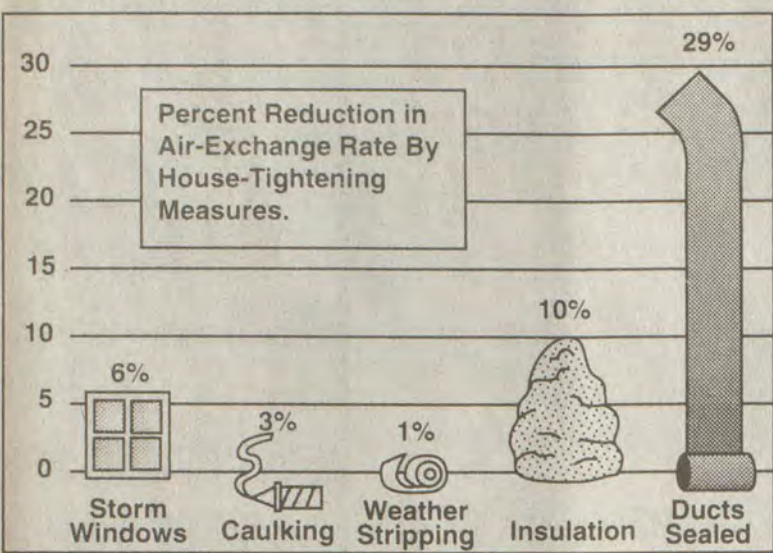 29%
30
Percent Reduction in
Air-Exchange Rate By
House-Tightening
Measures.
25
20
15
10%
10
6%
5
3%
1%
0
Storm
Windows
Caulking
Weather
Stripping
Insulation
Ducts
Sealed